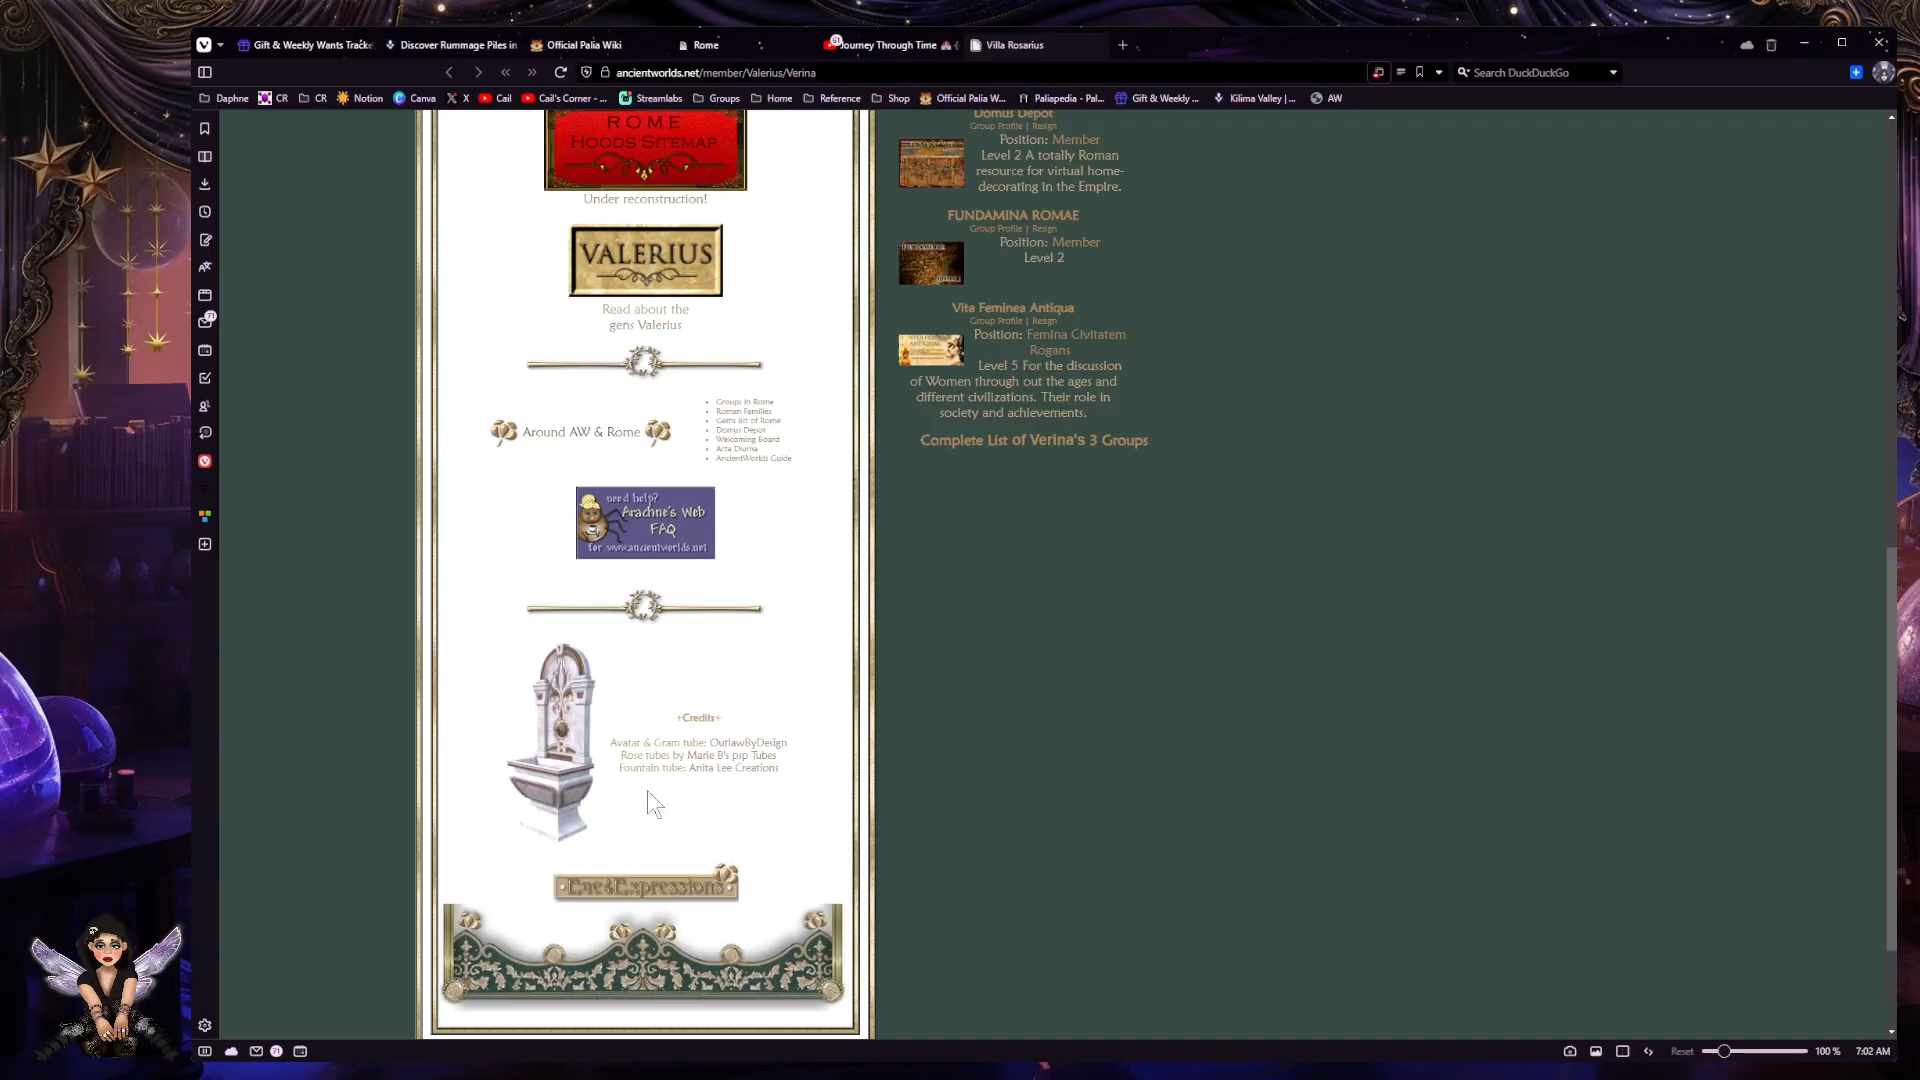 Gift & Weekly Wants Tracke
Discover Rummage Piles in
Official Palia Wiki
Rome
61
Journey Through Time
Villa Rosarius
ancientworlds.net/member/Valerius/Verina
Search DuckDuckGo
Daphne
CR
CR
Notion
Canva
X
Cail
Cail's Corner - ...
Streamlabs
Groups
Home
Reference
Shop
Official Palia W...
Paliapedia - Pal...
Gift & Weekly ...
Kilima Valley | ...
AW
71
ROME
HOODS SITEMAP
Under reconstruction!
VALERIUS
Read about the
gens Valerius
Around AW & Rome
Groups in Rome
Roman Families
Gens list of Rome
Domus Depot
Welcoming Board
Acta Diurna
AncientWorlds Guide
need help?
Arachne's Web
FAQ
for www.ancientworlds.net
+Credits+
Avatar & Gram tube: OutlawByDesign
Rose tubes by Marie B's psp Tubes
Fountain tube: Anita Lee Creations
Domus Depot
Group Profile | Resign
Position: Member
Level 2 A totally Roman
resource for virtual home-
decorating in the Empire.
FUNDAMINA ROMAE
Group Profile | Resign
Position: Member
Level 2
Vita Feminea Antiqua
Group Profile | Resign
Position: Femina Civitatem
Rogans
Level 5 For the discussion
of Women through out the ages and
different civilizations. Their role in
society and achievements.
Complete List of Verina's 3 Groups
71
Reset
100 %
7:02 AM